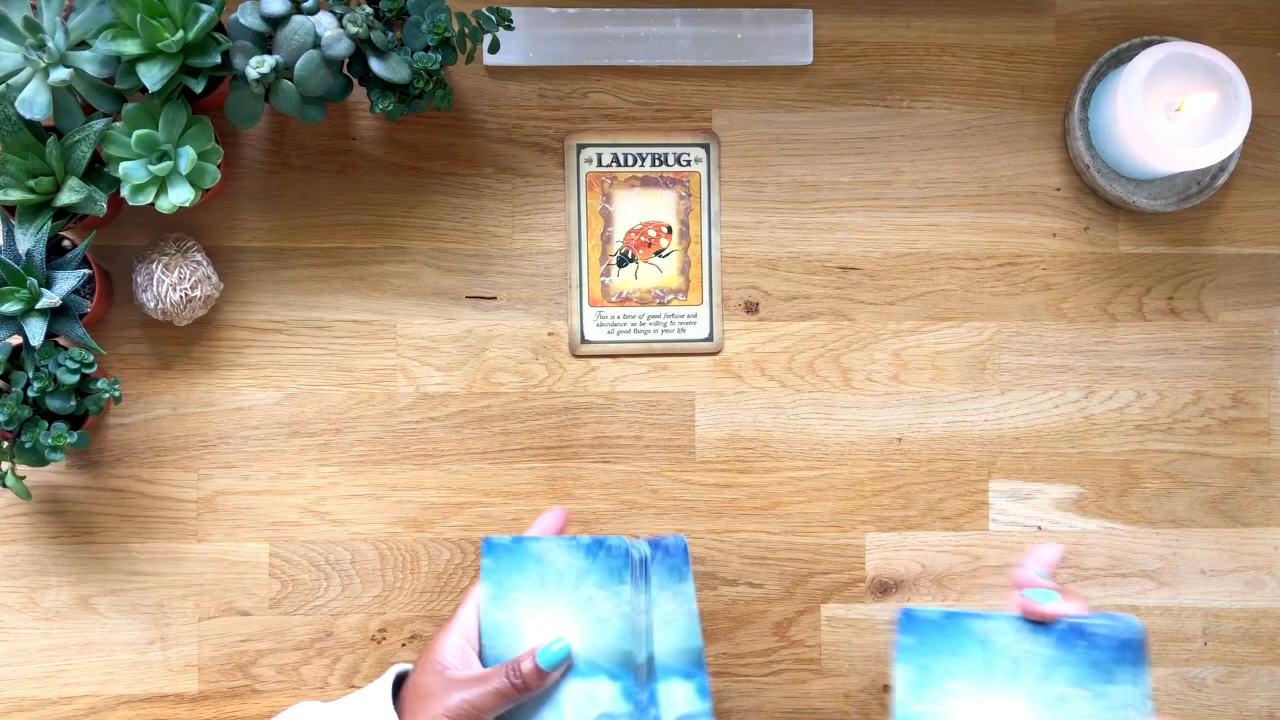 LADYBUG
This is a time of good fortune and
abundance so be willing to receive
all good things in your life